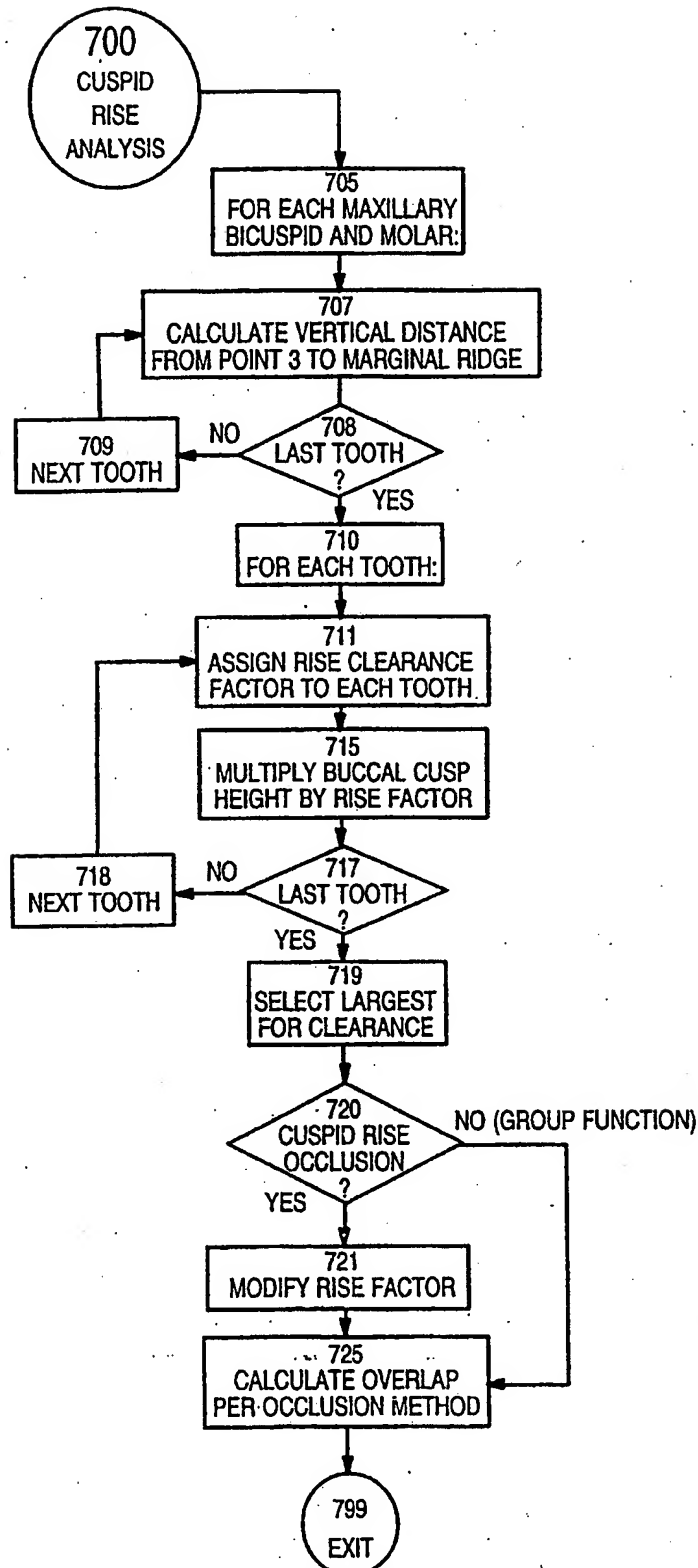 700
CUSPID
RISE
ANALYSIS
705
FOR EACH MAXILLARY
BICUSPID AND MOLAR:
707
CALCULATE VERTICAL DISTANCE
FROM POINT 3 TO MARGINAL RIDGE
708
LAST TOOTH
?
NO
709
NEXT TOOTH
YES
710
FOR EACH TOOTH:
711
ASSIGN RISE CLEARANCE
FACTOR TO EACH TOOTH
715
MULTIPLY BUCCAL CUSP
HEIGHT BY RISE FACTOR
717
LAST TOOTH
?
NO
718
NEXT TOOTH
YES
719
SELECT LARGEST
FOR CLEARANCE
720
CUSPID RISE
OCCLUSION
?
NO (GROUP FUNCTION)
YES
721
MODIFY RISE FACTOR
725
CALCULATE OVERLAP
PER OCCLUSION METHOD
799
EXIT